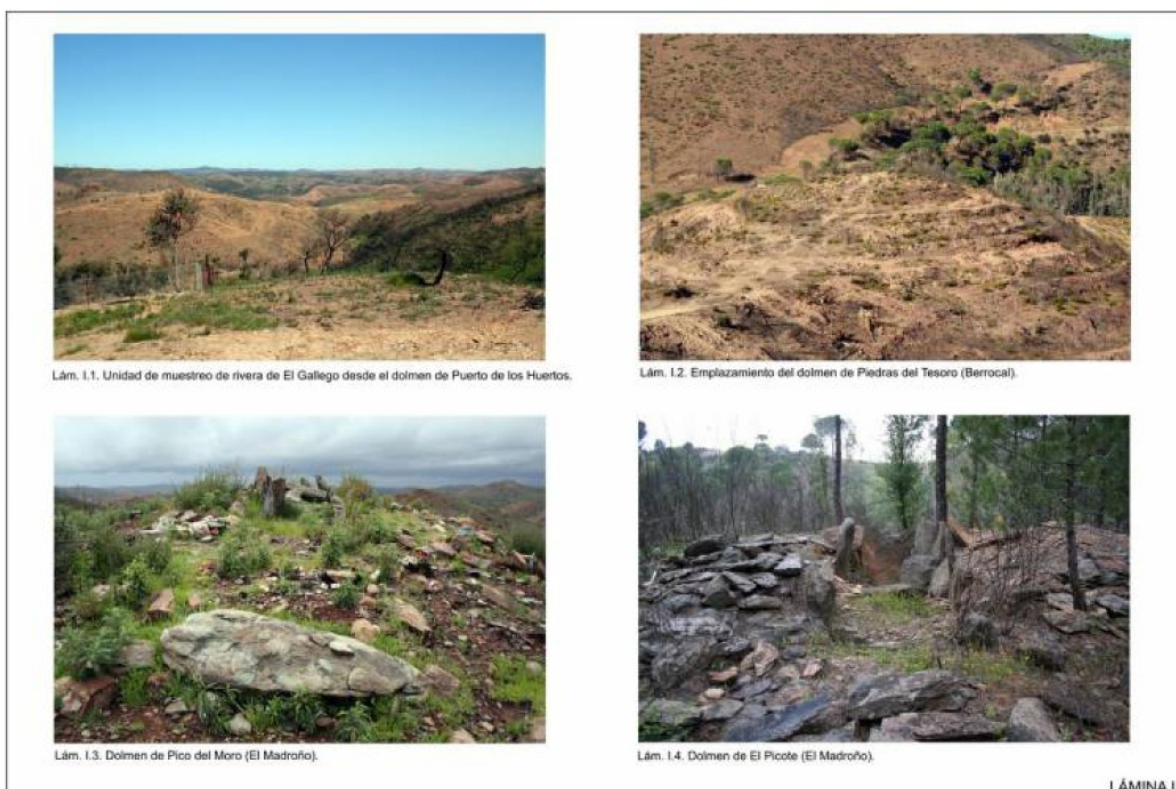 Lám. I.1. Unidad de muestreo de rivera de El Gallego desde el dolmen de Puerto de los Huertos.
Lám. I.2. Emplazamiento del dolmen de Piedras del Tesoro (Berrocal).
Lám. I.3. Dolmen de Pico del Moro (El Madroño).
Lám. I.4. Dolmen de El Picote (El Madroño).
LÁMINA I